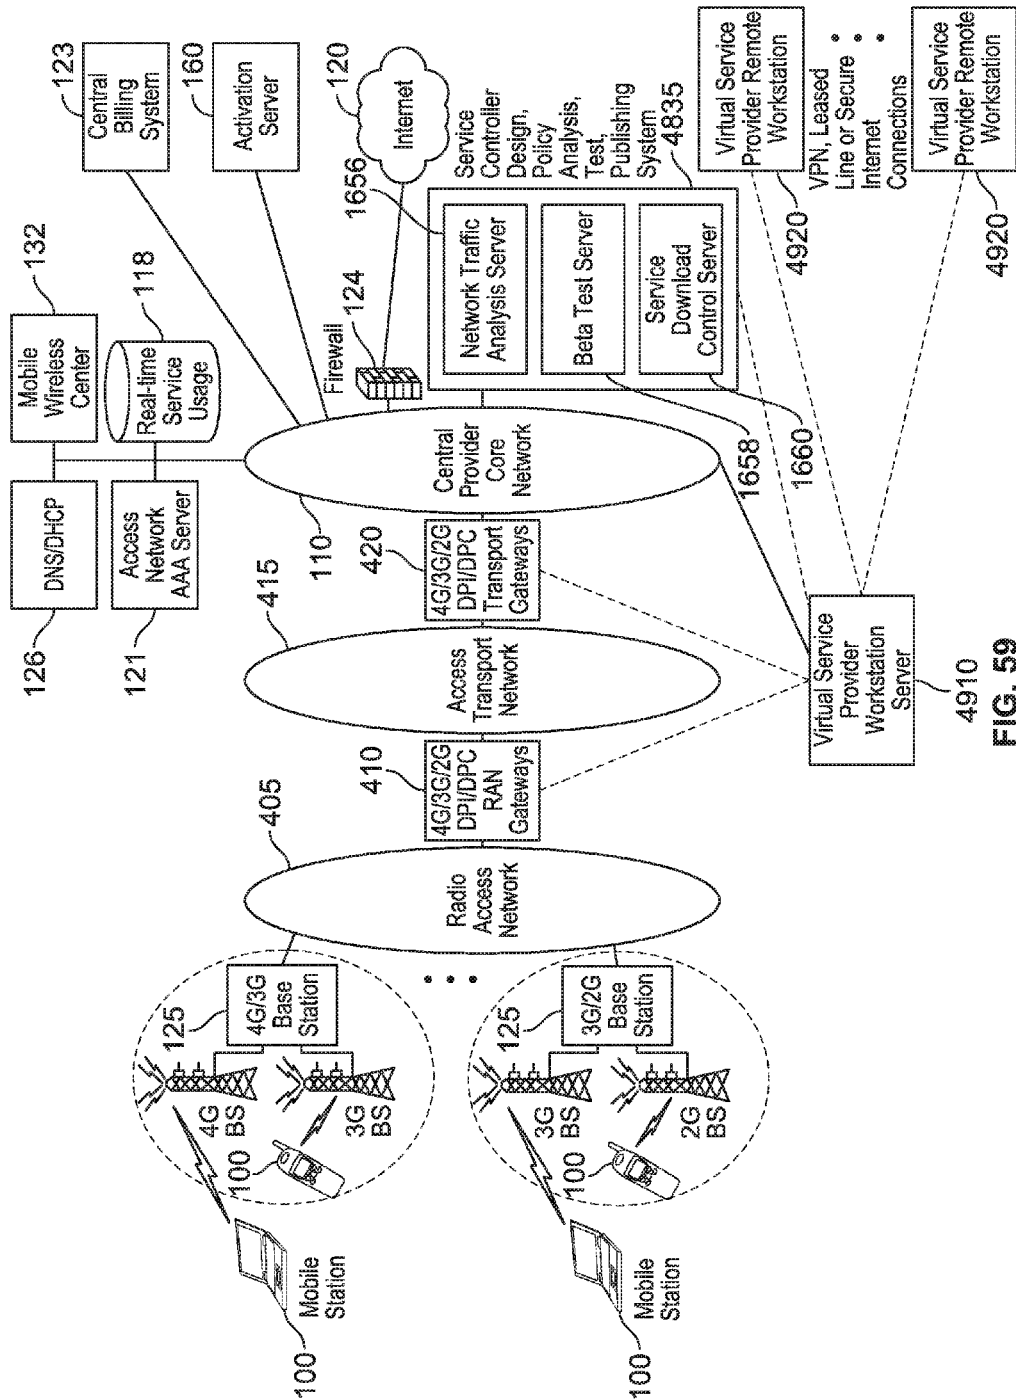 123
Central
Billing
System
160
Activation
Server
120
Internet
132
Mobile
Wireless
Center
118
Real-time
Service
Usage
DNS/DHCP
126
Access
Network
AAA Server
121
Firewall
124
1656
Service
Controller
Design,
Policy
Analysis,
Test,
Publishing
System
4835
Network Traffic
Analysis Server
Beta Test Server
Service
Download
Control Server
1658
1660
Virtual Service
Provider Remote
Workstation
4920
VPN, Leased
Line or Secure
Internet
Connections
Virtual Service
Provider Remote
Workstation
4920
Central
Provider
Core
Network
110
420
4G/3G/2G
DPI/DPC
Transport
Gateways
415
Access
Transport
Network
410
4G/3G/2G
DPI/DPC
RAN
Gateways
405
Radio
Access
Network
125
4G/3G
Base
Station
4G
BS
3G
BS
100
Mobile
Station
100
125
3G/2G
Base
Station
3G
BS
2G
BS
100
Mobile
Station
100
Virtual Service
Provider
Workstation
Server
4910
FIG. 59